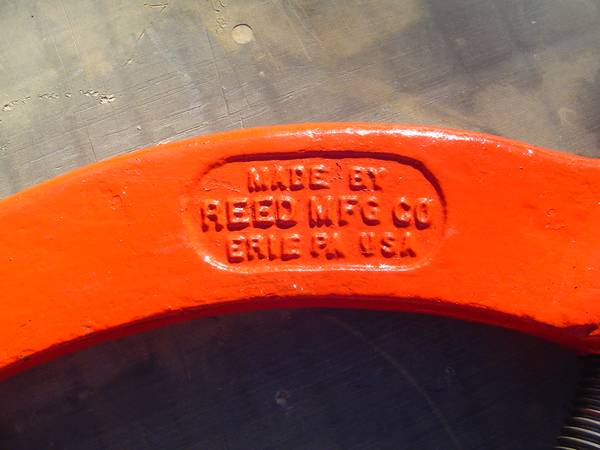 MADE BY
REED MFG CO
ERIE PA USA